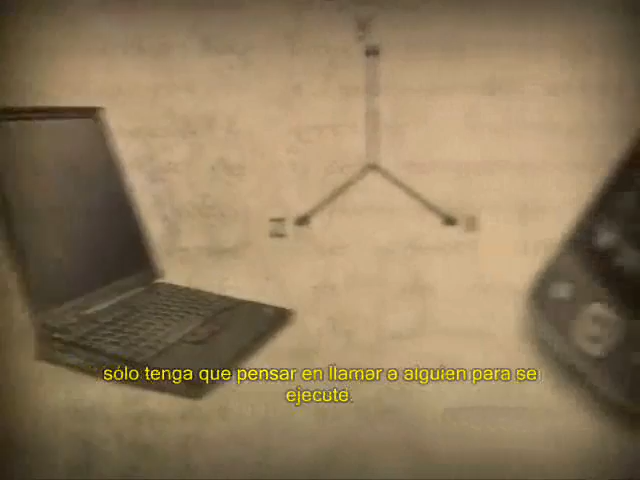 sólo tenga que pensar en llamar a alguien para se
ejecute.